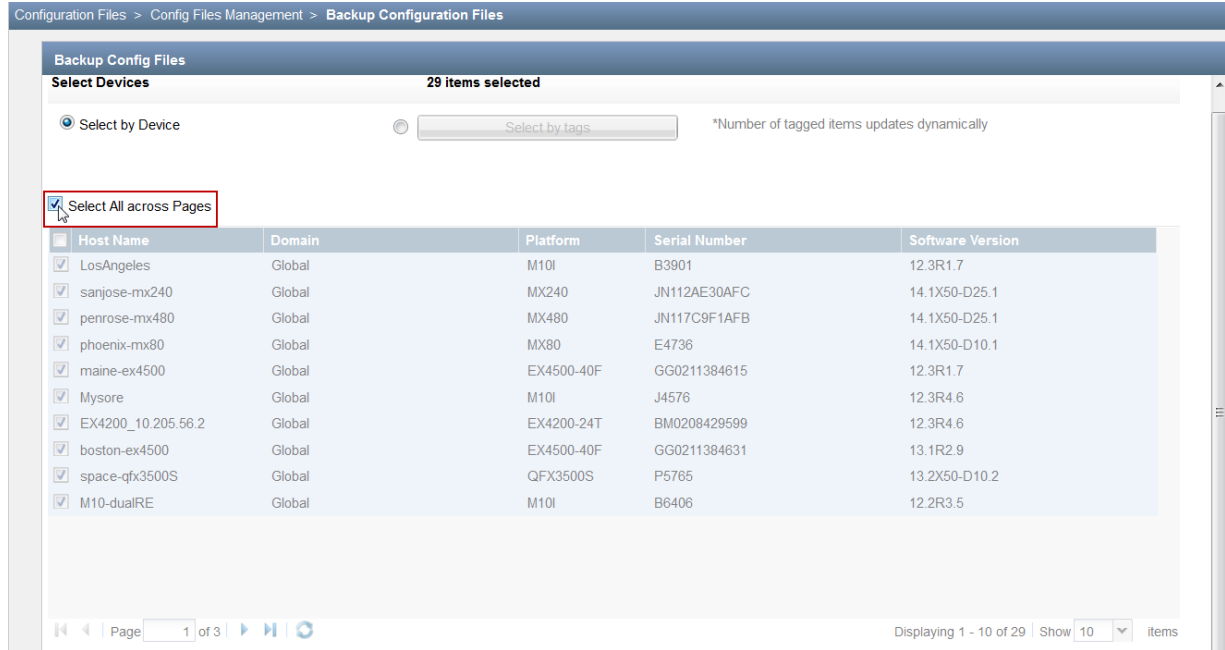 Configuration Files > Config Files Management > Backup Configuration Files
Backup Config Files
Select Devices 29 items selected
Select by Device Select by tags *Number of tagged items updates dynamically
Select All across Pages
Host Name Domain Platform Serial Number Software Version
LosAngeles Global M10I B3901 12.3R1.7
sanjose-mx240 Global MX240 JN112AE30AFC 14.1X50-D25.1
penrose-mx480 Global MX480 JN117C9F1AFB 14.1X50-D25.1
phoenix-mx80 Global MX80 E4736 14.1X50-D10.1
maine-ex4500 Global EX4500-40F GG0211384615 12.3R1.7
Mysore Global M10I J4576 12.3R4.6
EX4200_10.205.56.2 Global EX4200-24T BM0208429599 12.3R4.6
boston-ex4500 Global EX4500-40F GG0211384631 13.1R2.9
space-qfx3500S Global QFX3500S P5765 13.2X50-D10.2
M10-dualRE Global M10I B6406 12.2R3.5
Page 1 of 3 Displaying 1 - 10 of 29 Show 10 items